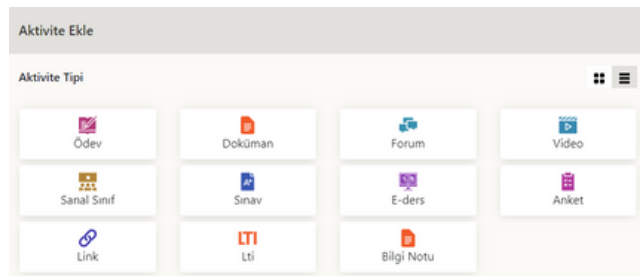 Aktivite Ekle
Aktivite Tipi
Ödev
Doküman
Forum
Video
Sanal Sınıf
A+
Sınav
E-ders
Anket
Link
LTI
Lti
Bilgi Notu